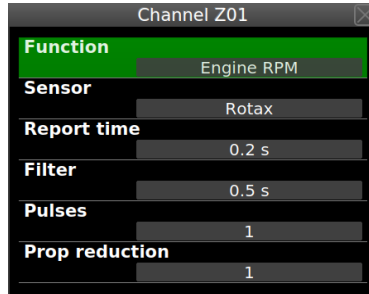 Channel Z01
Function
Engine RPM
Sensor
Rotax
Report time
0.2 s
Filter
0.5 s
Pulses
1
Prop reduction
1